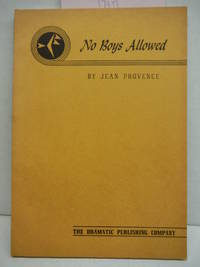 No Boys Allowed
BY JEAN PROVENCE
THE DRAMATIC PUBLISHING COMPANY